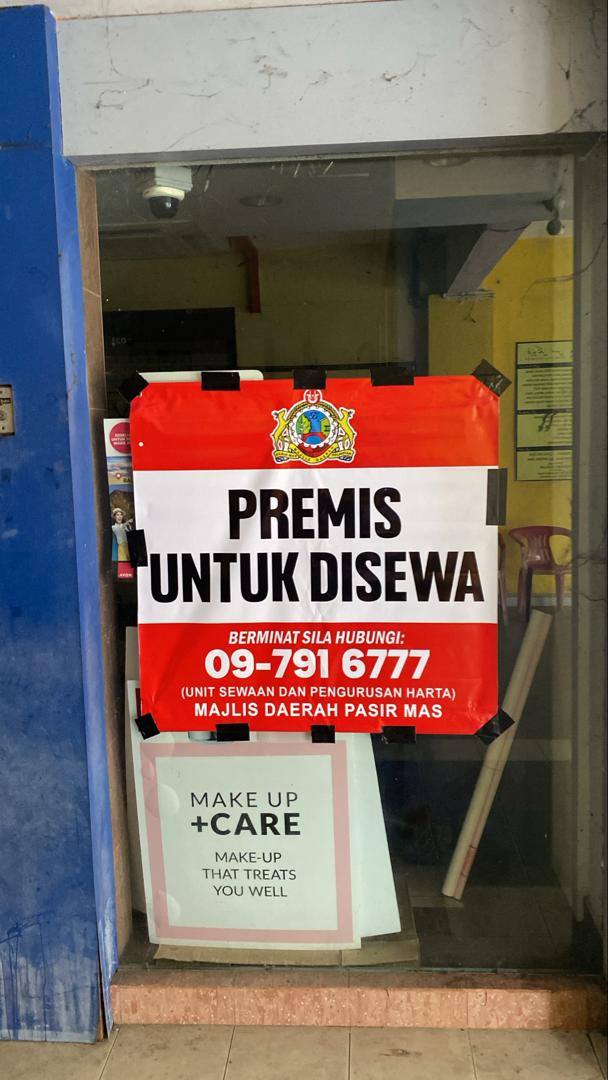 PREMIS
UNTUK DISEWA
BERMINAT SILA HUBUNGI:
09-791 6777
(UNIT SEWAAN DAN PENGURUSAN HARTA)
MAJLIS DAERAH PASIR MAS
MAKE UP
+CARE
MAKE-UP
THAT TREATS
YOU WELL
AVON